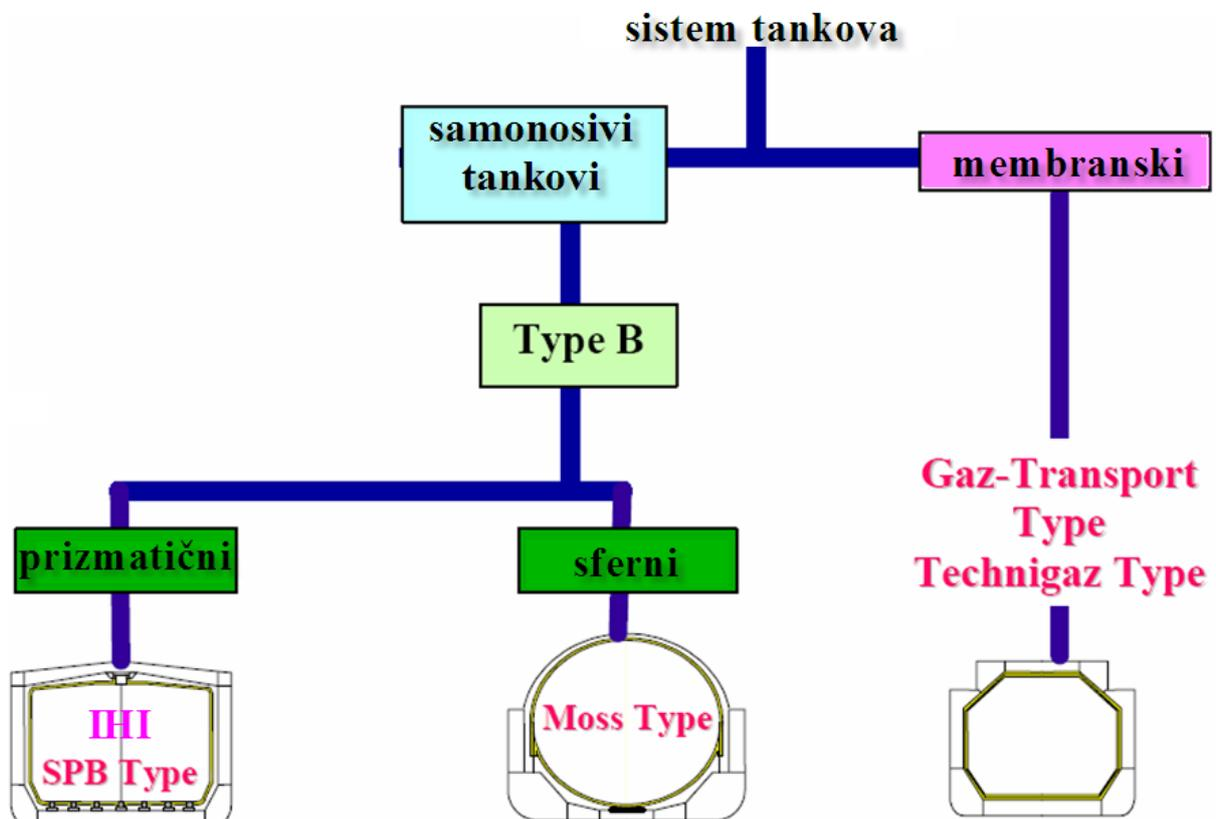 sistem tankova
samonosivi
tankovi
membranski
Type B
Gaz-Transport
Type
Technigaz Type
prizmatični
sferni
IHI
SPB Type
Moss Type